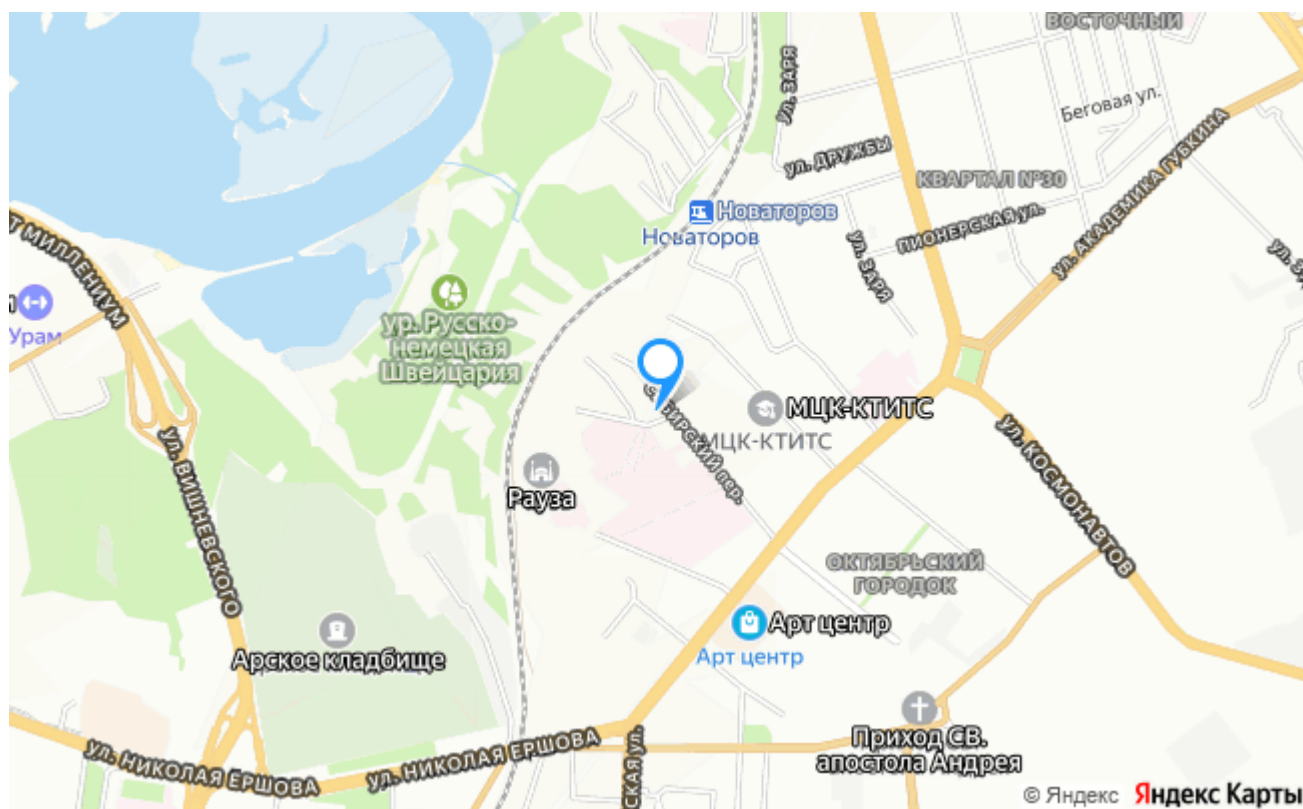 ВОСТОЧНЫЙ
Беговая ул.
ул. ЗАРЯ
ул. ДРУЖБЫ
КВАРТАЛ №30
ул. АКАДЕМИКА ГУБКИНА
Новаторов
Новаторов
ПИОНЕРСКАЯ ул.
ул. ЗАРЯ
Т МИЛЛЕНИУМ
Урам
ур. Русско-
немецкая
Швейцария
МЦК-КТИТС
МЦК-КТИТС
ул. КОСМОНАВТОВ
ул. ВИШНЕВСКОГО
Рауза
ОКТЯБРЬСКИЙ
ГОРОДОК
Арт центр
Арт центр
Арское кладбище
Приход СВ.
апостола Андрея
ул. НИКОЛАЯ ЕРШОВА
ул. НИКОЛАЯ ЕРШОВА
СКАЯ ул.
© Яндекс Яндекс Карты